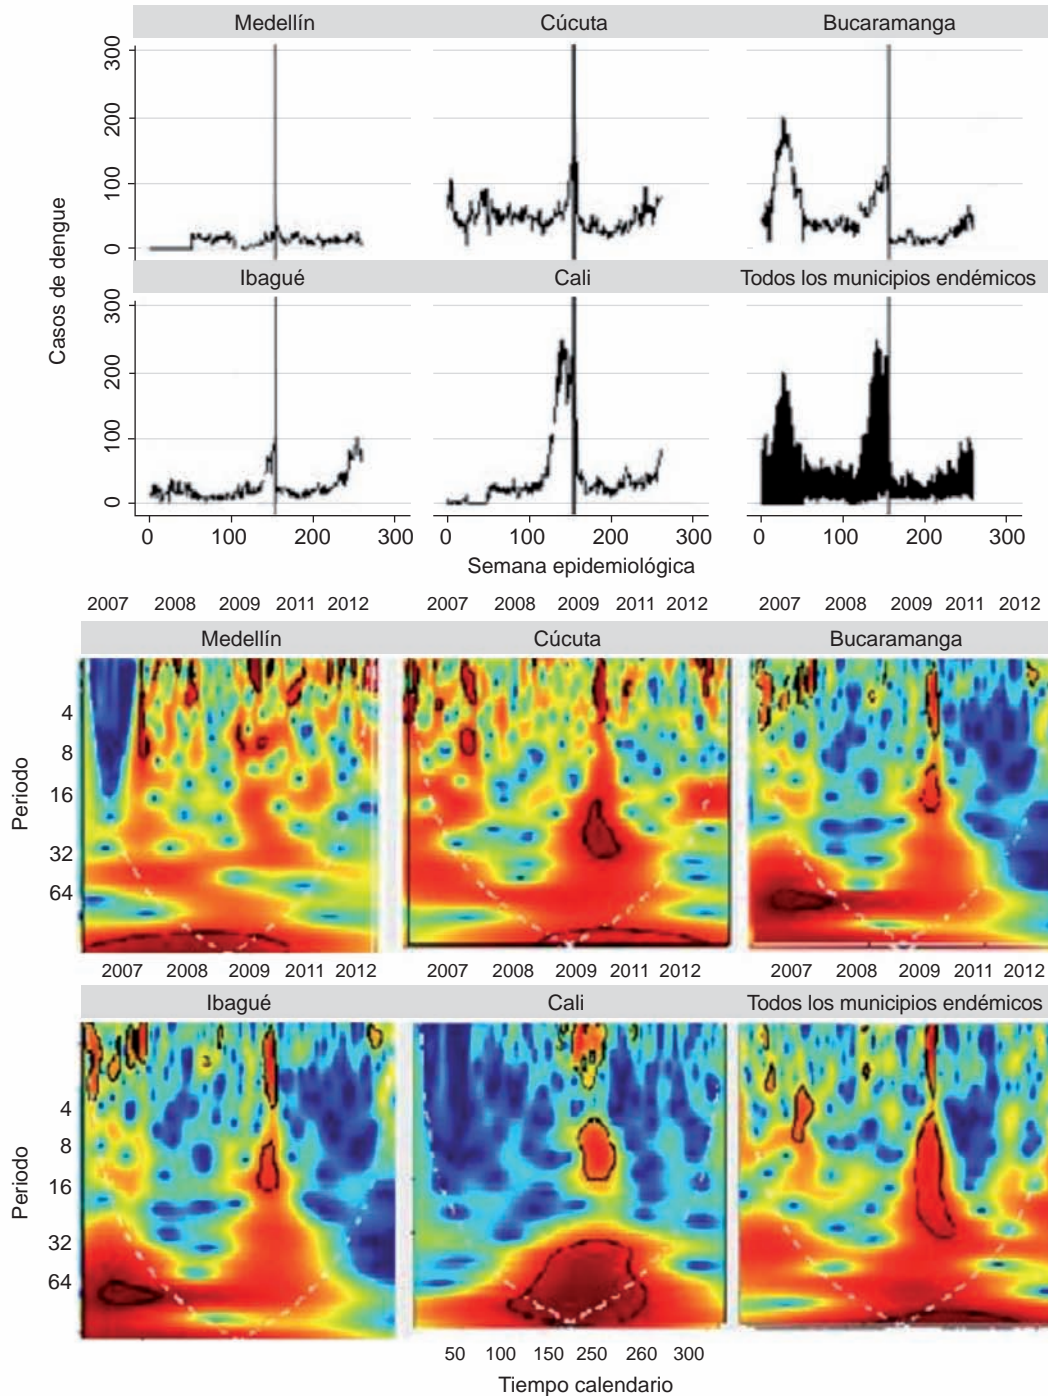 Medellín Cúcuta Bucaramanga
300
200
100
0
Ibagué Cali Todos los municipios endémicos
300
200
100
0
Casos de dengue
0 100 200 300 0 100 200 300 0 100 200 300
Semana epidemiológica
2007 2008 2009 2011 2012 2007 2008 2009 2011 2012 2007 2008 2009 2011 2012
Medellín Cúcuta Bucaramanga
4
8
16
32
64
Periodo
2007 2008 2009 2011 2012 2007 2008 2009 2011 2012 2007 2008 2009 2011 2012
Ibagué Cali Todos los municipios endémicos
4
8
16
32
64
Periodo
50 100 150 250 260 300
Tiempo calendario